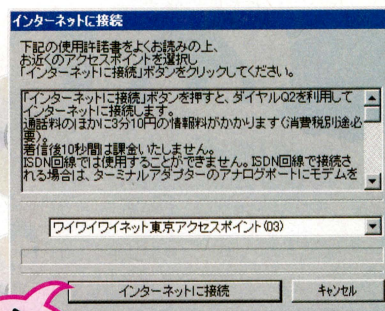 インターネットに接続
下記の使用許諾書をよくお読みの上、
お近くのアクセスポイントを選択し
「インターネットに接続」ボタンをクリックしてください。
「インターネットに接続」ボタンを押すと、ダイヤルQ2を利用して
インターネットに接続します。
通話料のほかに3分10円の情報料がかかります(消費税別途必
要)。
着信後10秒間は課金いたしません。
ISDN回線では使用することができません。ISDN回線で接続さ
れる場合は、ターミナルアダプターのアナログポートにモデムを
ワイワイワイネット東京アクセスポイント(03)
インターネットに接続
キャンセル